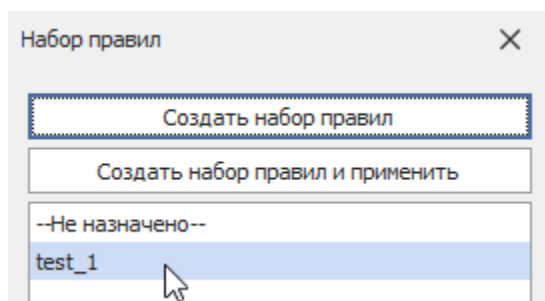 Набор правил
Создать набор правил
Создать набор правил и применить
--Не назначено--
test_1